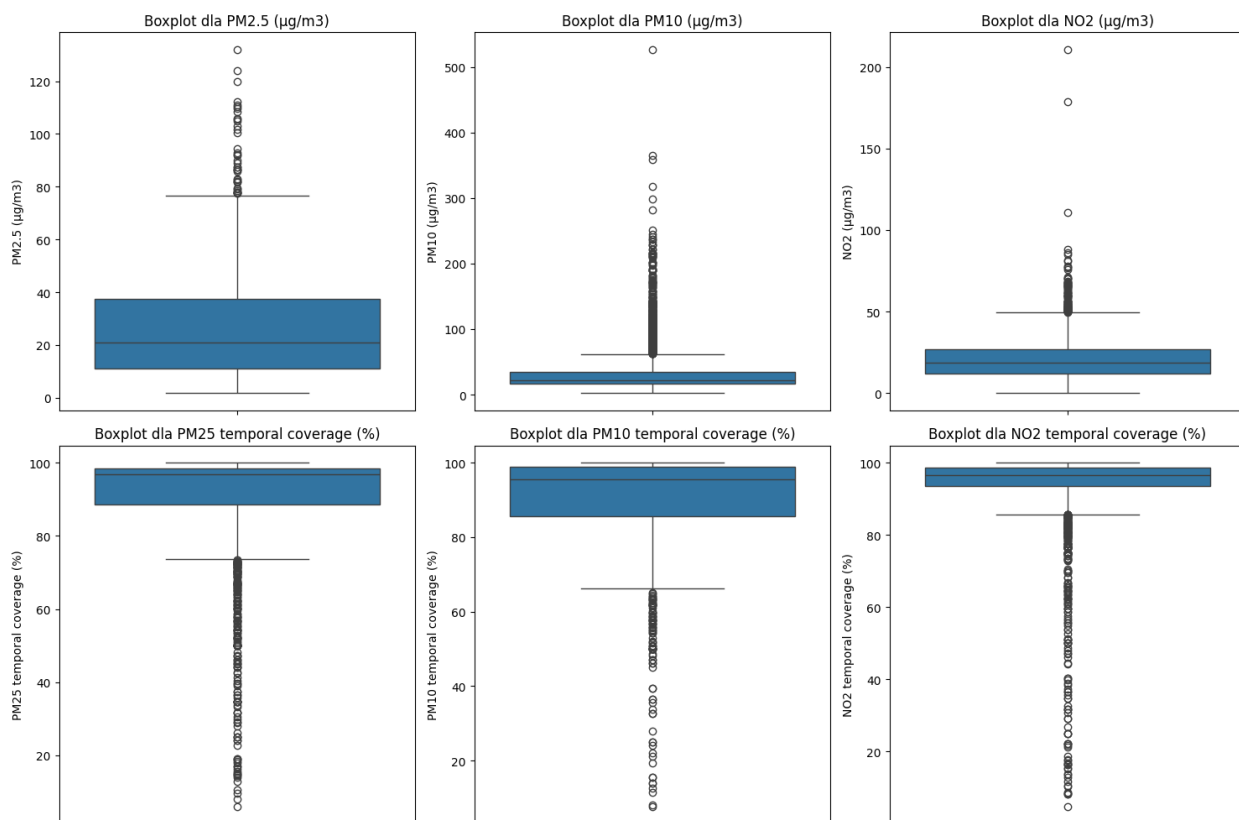 Boxplot dla PM2.5 (µg/m3)
PM2.5 (µg/m3)
120
100
80
60
40
20
0
Boxplot dla PM10 (µg/m3)
PM10 (µg/m3)
500
400
300
200
100
0
Boxplot dla NO2 (µg/m3)
NO2 (µg/m3)
200
150
100
50
0
Boxplot dla PM25 temporal coverage (%)
PM25 temporal coverage (%)
100
80
60
40
20
Boxplot dla PM10 temporal coverage (%)
PM10 temporal coverage (%)
100
80
60
40
20
Boxplot dla NO2 temporal coverage (%)
NO2 temporal coverage (%)
100
80
60
40
20